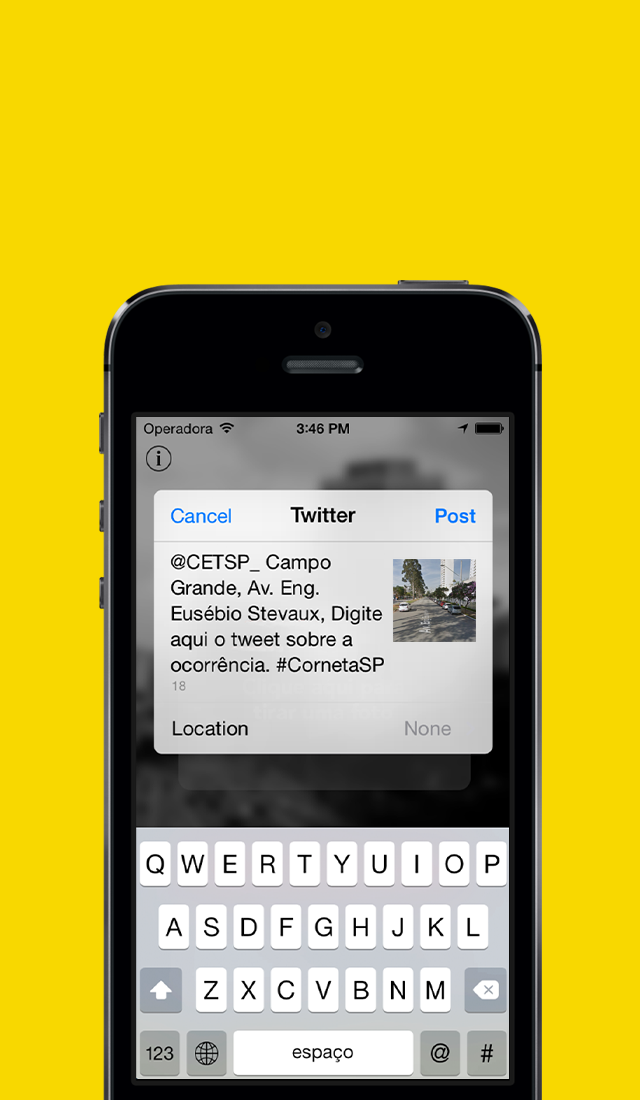 Operadora 3:46 PM
i
Cancel Twitter Post
@CETSP_ Campo
Grande, Av. Eng.
Eusébio Stevaux, Digite
aqui o tweet sobre a
ocorrência. #CornetaSP
18
Location None
Q W E R T Y U I O P
A S D F G H J K L
Z X C V B N M
123 espaço @ #